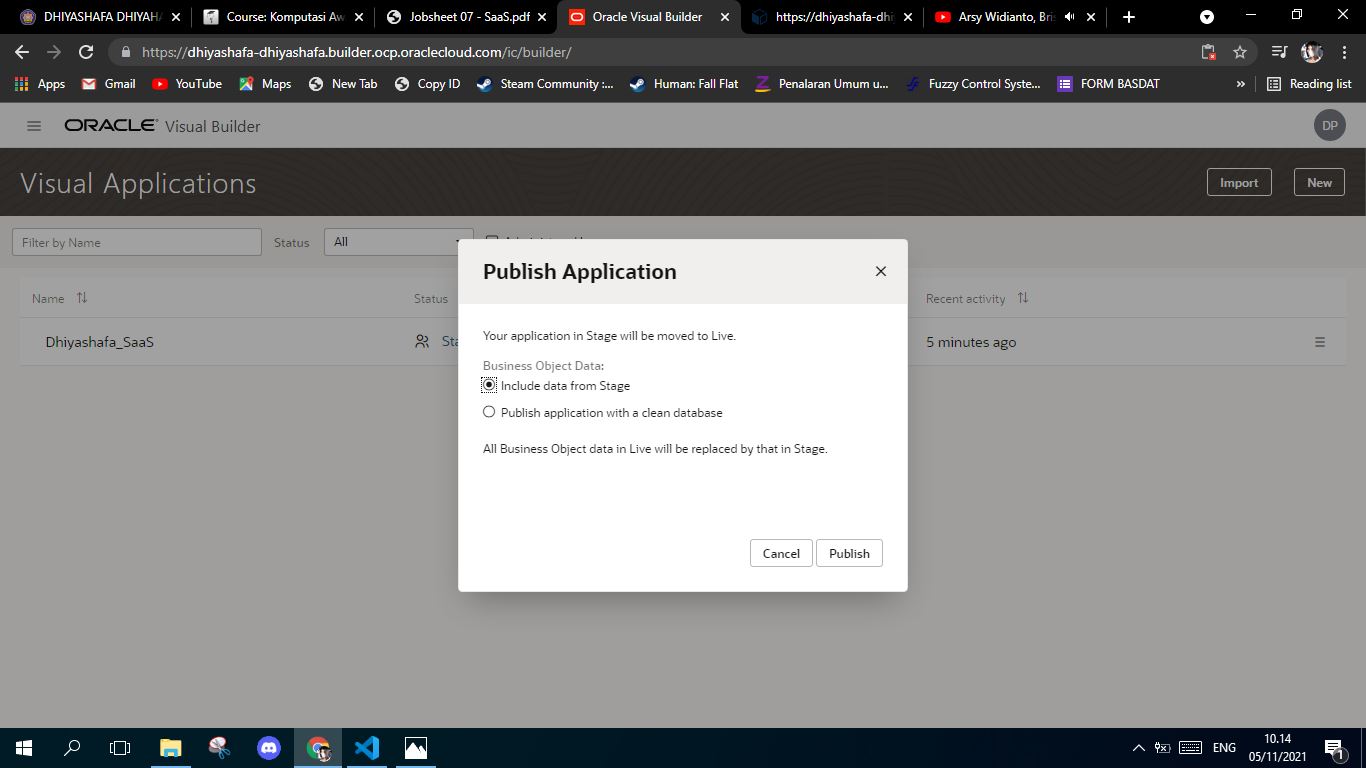 DHIYASHAFA DHIYAHA
Course: Komputasi Aw
Jobsheet 07 - SaaS.pdf
Oracle Visual Builder
https://dhiyashafa-dhi
Arsy Widianto, Bris
https://dhiyashafa-dhiyashafa.builder.ocp.oraclecloud.com/ic/builder/
Apps Gmail YouTube Maps New Tab Copy ID Steam Community :... Human: Fall Flat Penalaran Umum u... Fuzzy Control Syste... FORM BASDAT » Reading list
ORACLE Visual Builder
DP
Visual Applications
Import New
Filter by Name Status All
Publish Application
Name Status Recent activity
Your application in Stage will be moved to Live.
Dhiyashafa_SaaS Sta 5 minutes ago
Business Object Data:
Include data from Stage
Publish application with a clean database
All Business Object data in Live will be replaced by that in Stage.
Cancel Publish
ENG
10.14
05/11/2021
1